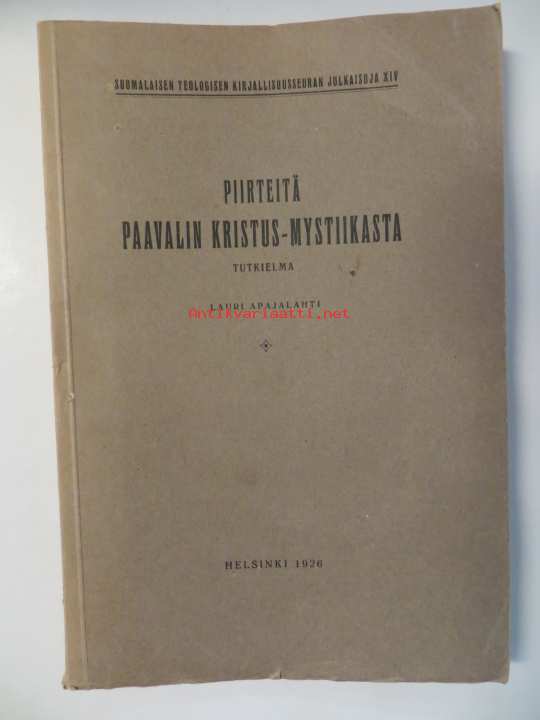 SUOMALAISEN TEOLOGISEN KIRJALLISUUSSEURAN JULKAISUJA XIV
PIIRTEITÄ
PAAVALIN KRISTUS-MYSTIIKASTA
TUTKIELMA
LAURI APAJALAHTI
Antikvariaatti.net
HELSINKI 1926